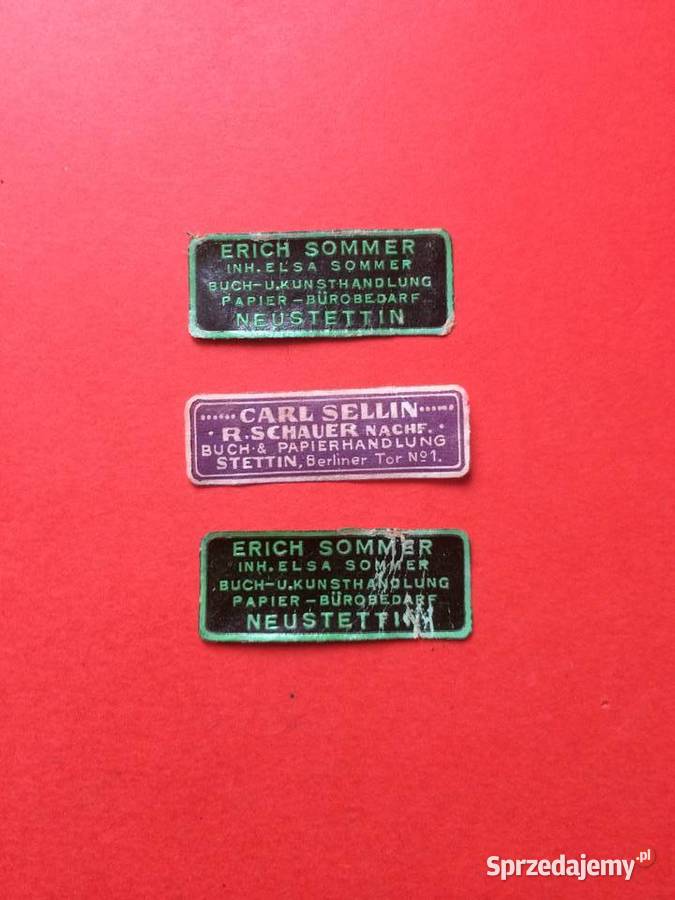 ERICH SOMMER
INH. ELSA SOMMER
BUCH-U.KUNSTHANDLUNG
PAPIER-BÜROBEDARF
NEUSTETTIN
CARL SELLIN
R.SCHAUER NACHF.
BUCH & PAPIERHANDLUNG
STETTIN, Berliner Tor Nº1.
ERICH SOMMER
INH. ELSA SOMMER
BUCH-U.KUNSTHANDLUNG
PAPIER-BÜROBEDARF
NEUSTETTIN
Sprzedajemy.pl